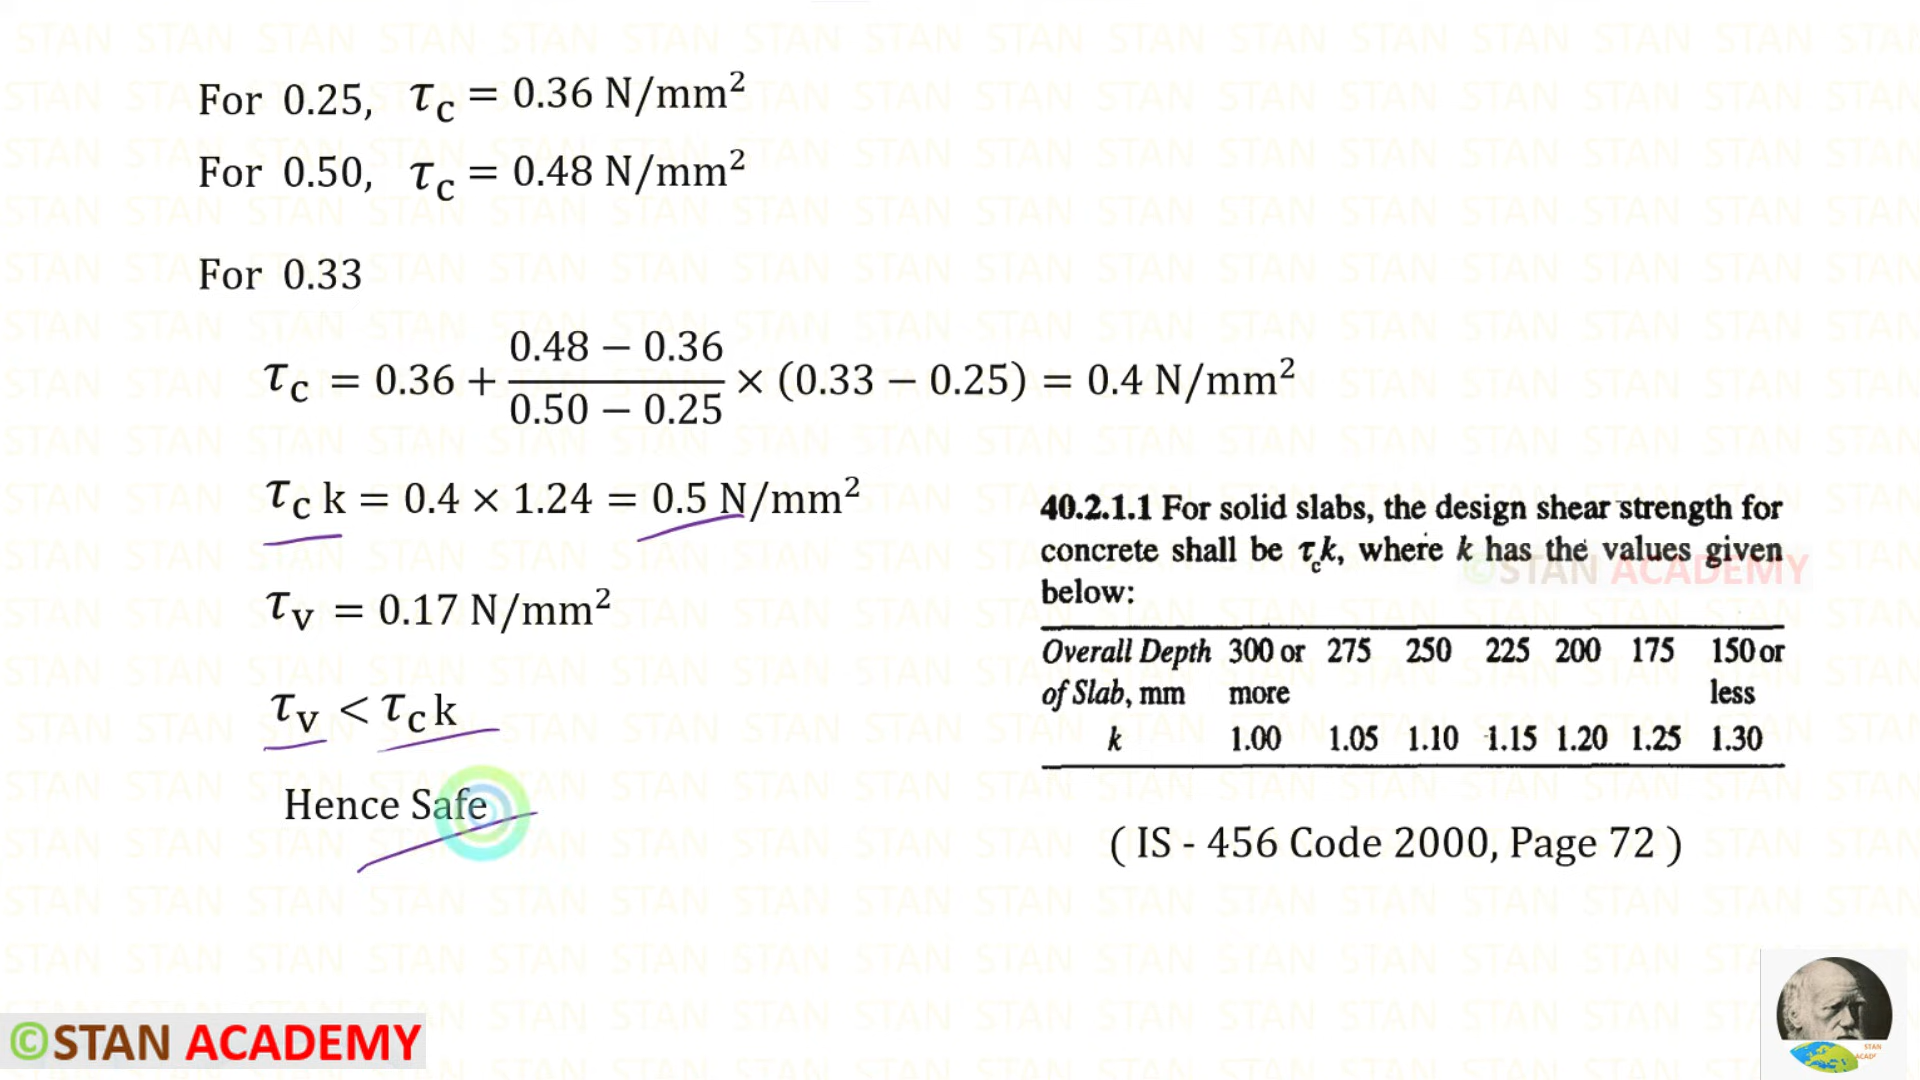 For 0.25, τc = 0.36 N/mm²
For 0.50, τc = 0.48 N/mm²
For 0.33
τc = 0.36 + (0.48 − 0.36)/(0.50 − 0.25) × (0.33 − 0.25) = 0.4 N/mm²
τc k = 0.4 × 1.24 = 0.5 N/mm²
τv = 0.17 N/mm²
τv < τc k
Hence Safe
40.2.1.1 For solid slabs, the design shear strength for
concrete shall be τck, where k has the values given
below:
©STAN ACADEMY
Overall Depth 300 or 275 250 225 200 175 150 or
of Slab, mm more less
k 1.00 1.05 1.10 1.15 1.20 1.25 1.30
( IS - 456 Code 2000, Page 72 )
©STAN ACADEMY
STAN